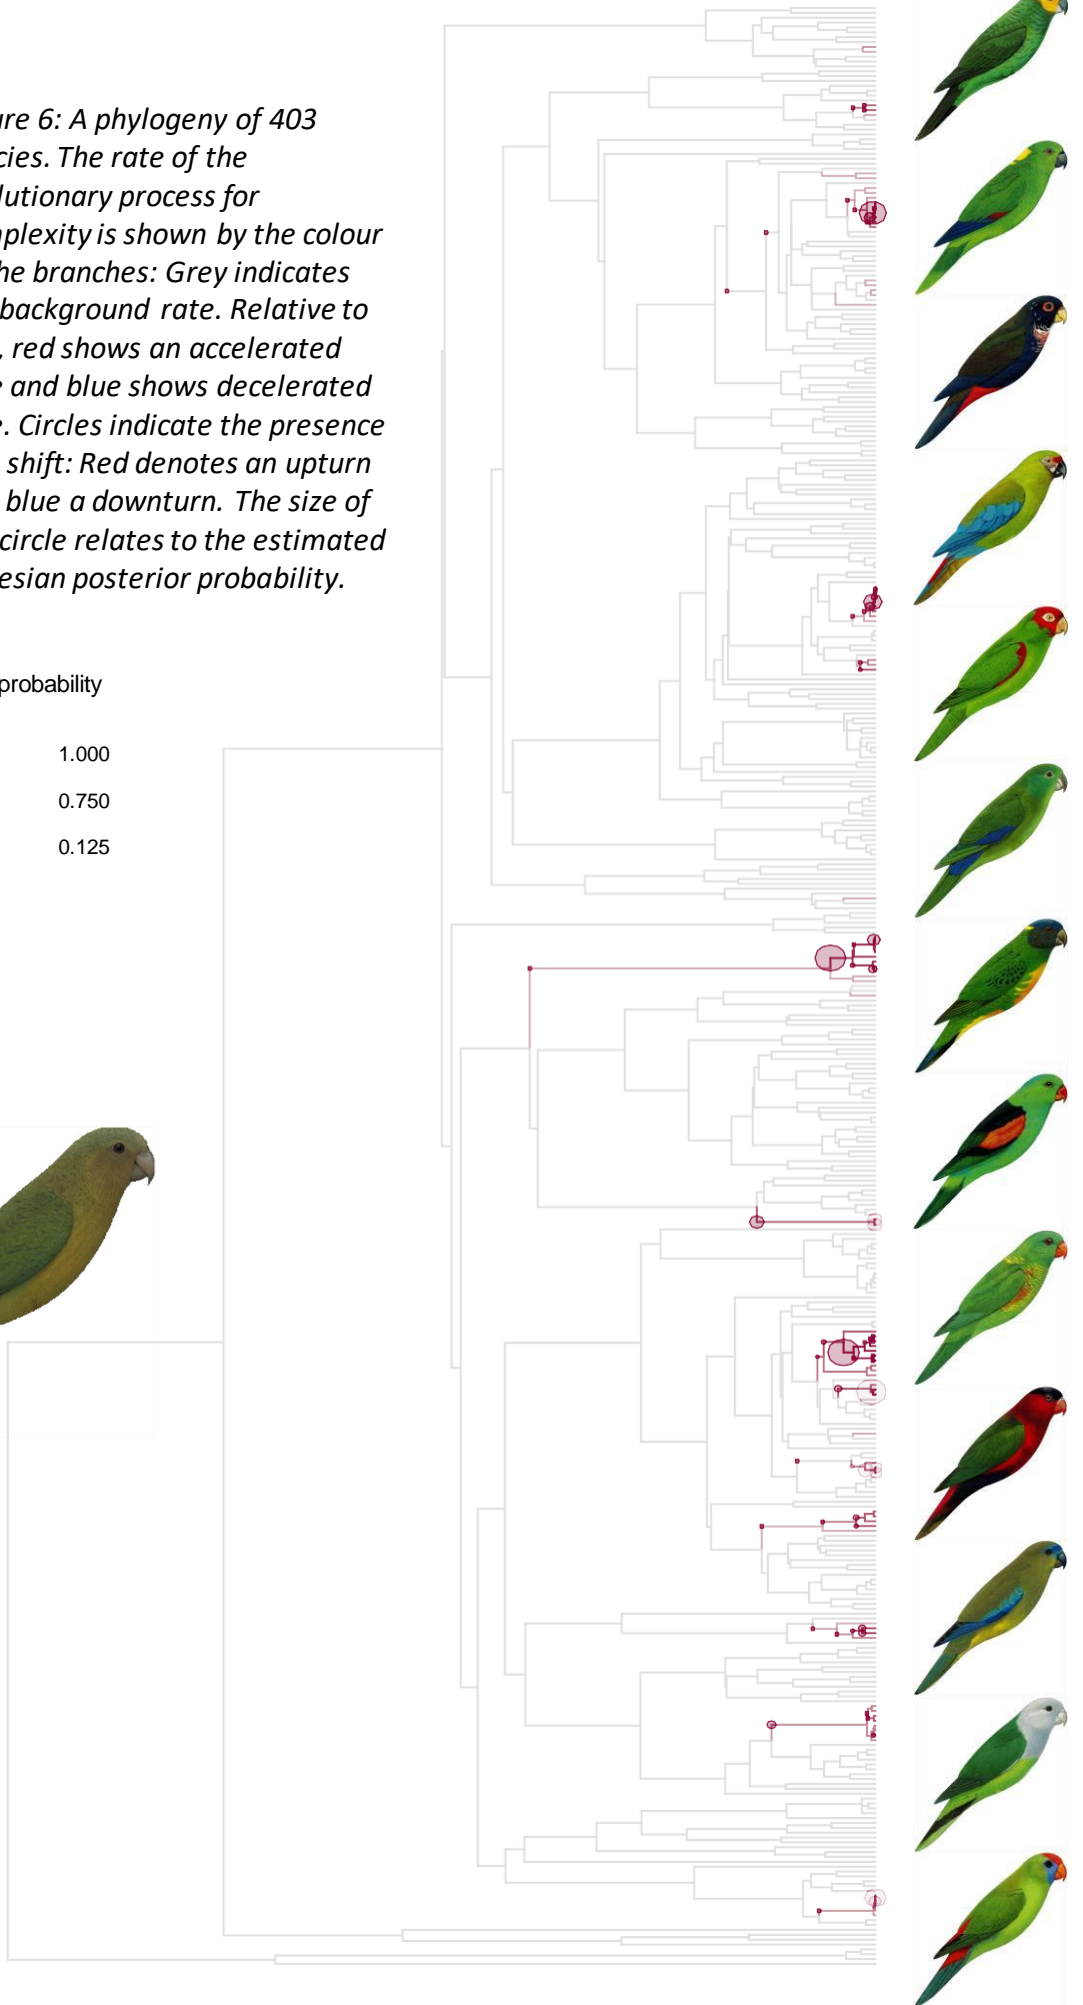 re 6: A phylogeny of 403
cies. The rate of the
lutionary process for
nplexity is shown by the colour
he branches: Grey indicates
background rate. Relative to
, red shows an accelerated
e and blue shows decelerated
e. Circles indicate the presence
shift: Red denotes an upturn
blue a downturn. The size of
circle relates to the estimated
esian posterior probability.
probability
1.000
0.750
0.125